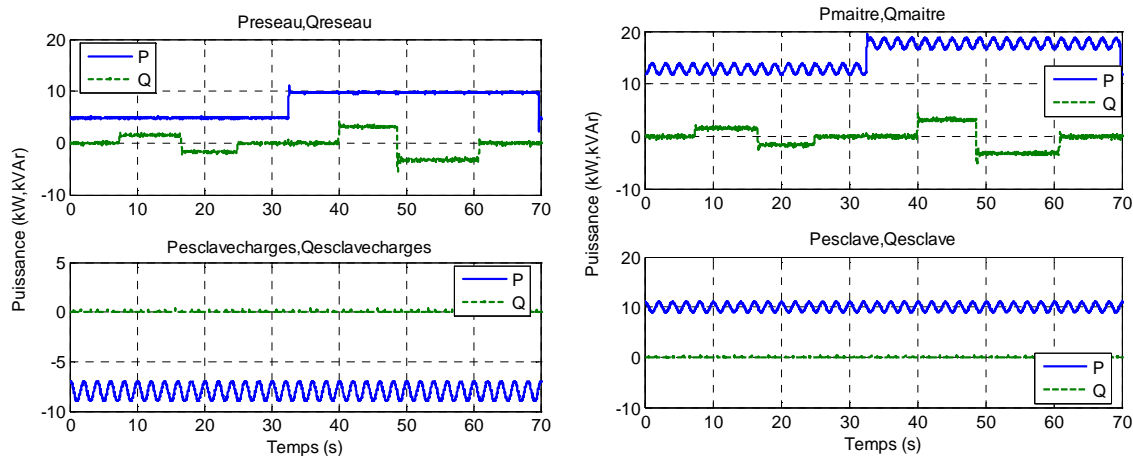 Preseau,Qreseau
20
10
0
-10
P
Q
0 10 20 30 40 50 60 70
Puissance (kW,kVAr)
Pesclavecharges,Qesclavecharges
5
0
-5
-10
P
Q
0 10 20 30 40 50 60 70
Temps (s)
Pmaitre,Qmaitre
20
10
0
-10
P
Q
0 10 20 30 40 50 60 70
Puissance (kW,kVAr)
Pesclave,Qesclave
20
10
0
-10
P
Q
0 10 20 30 40 50 60 70
Temps (s)